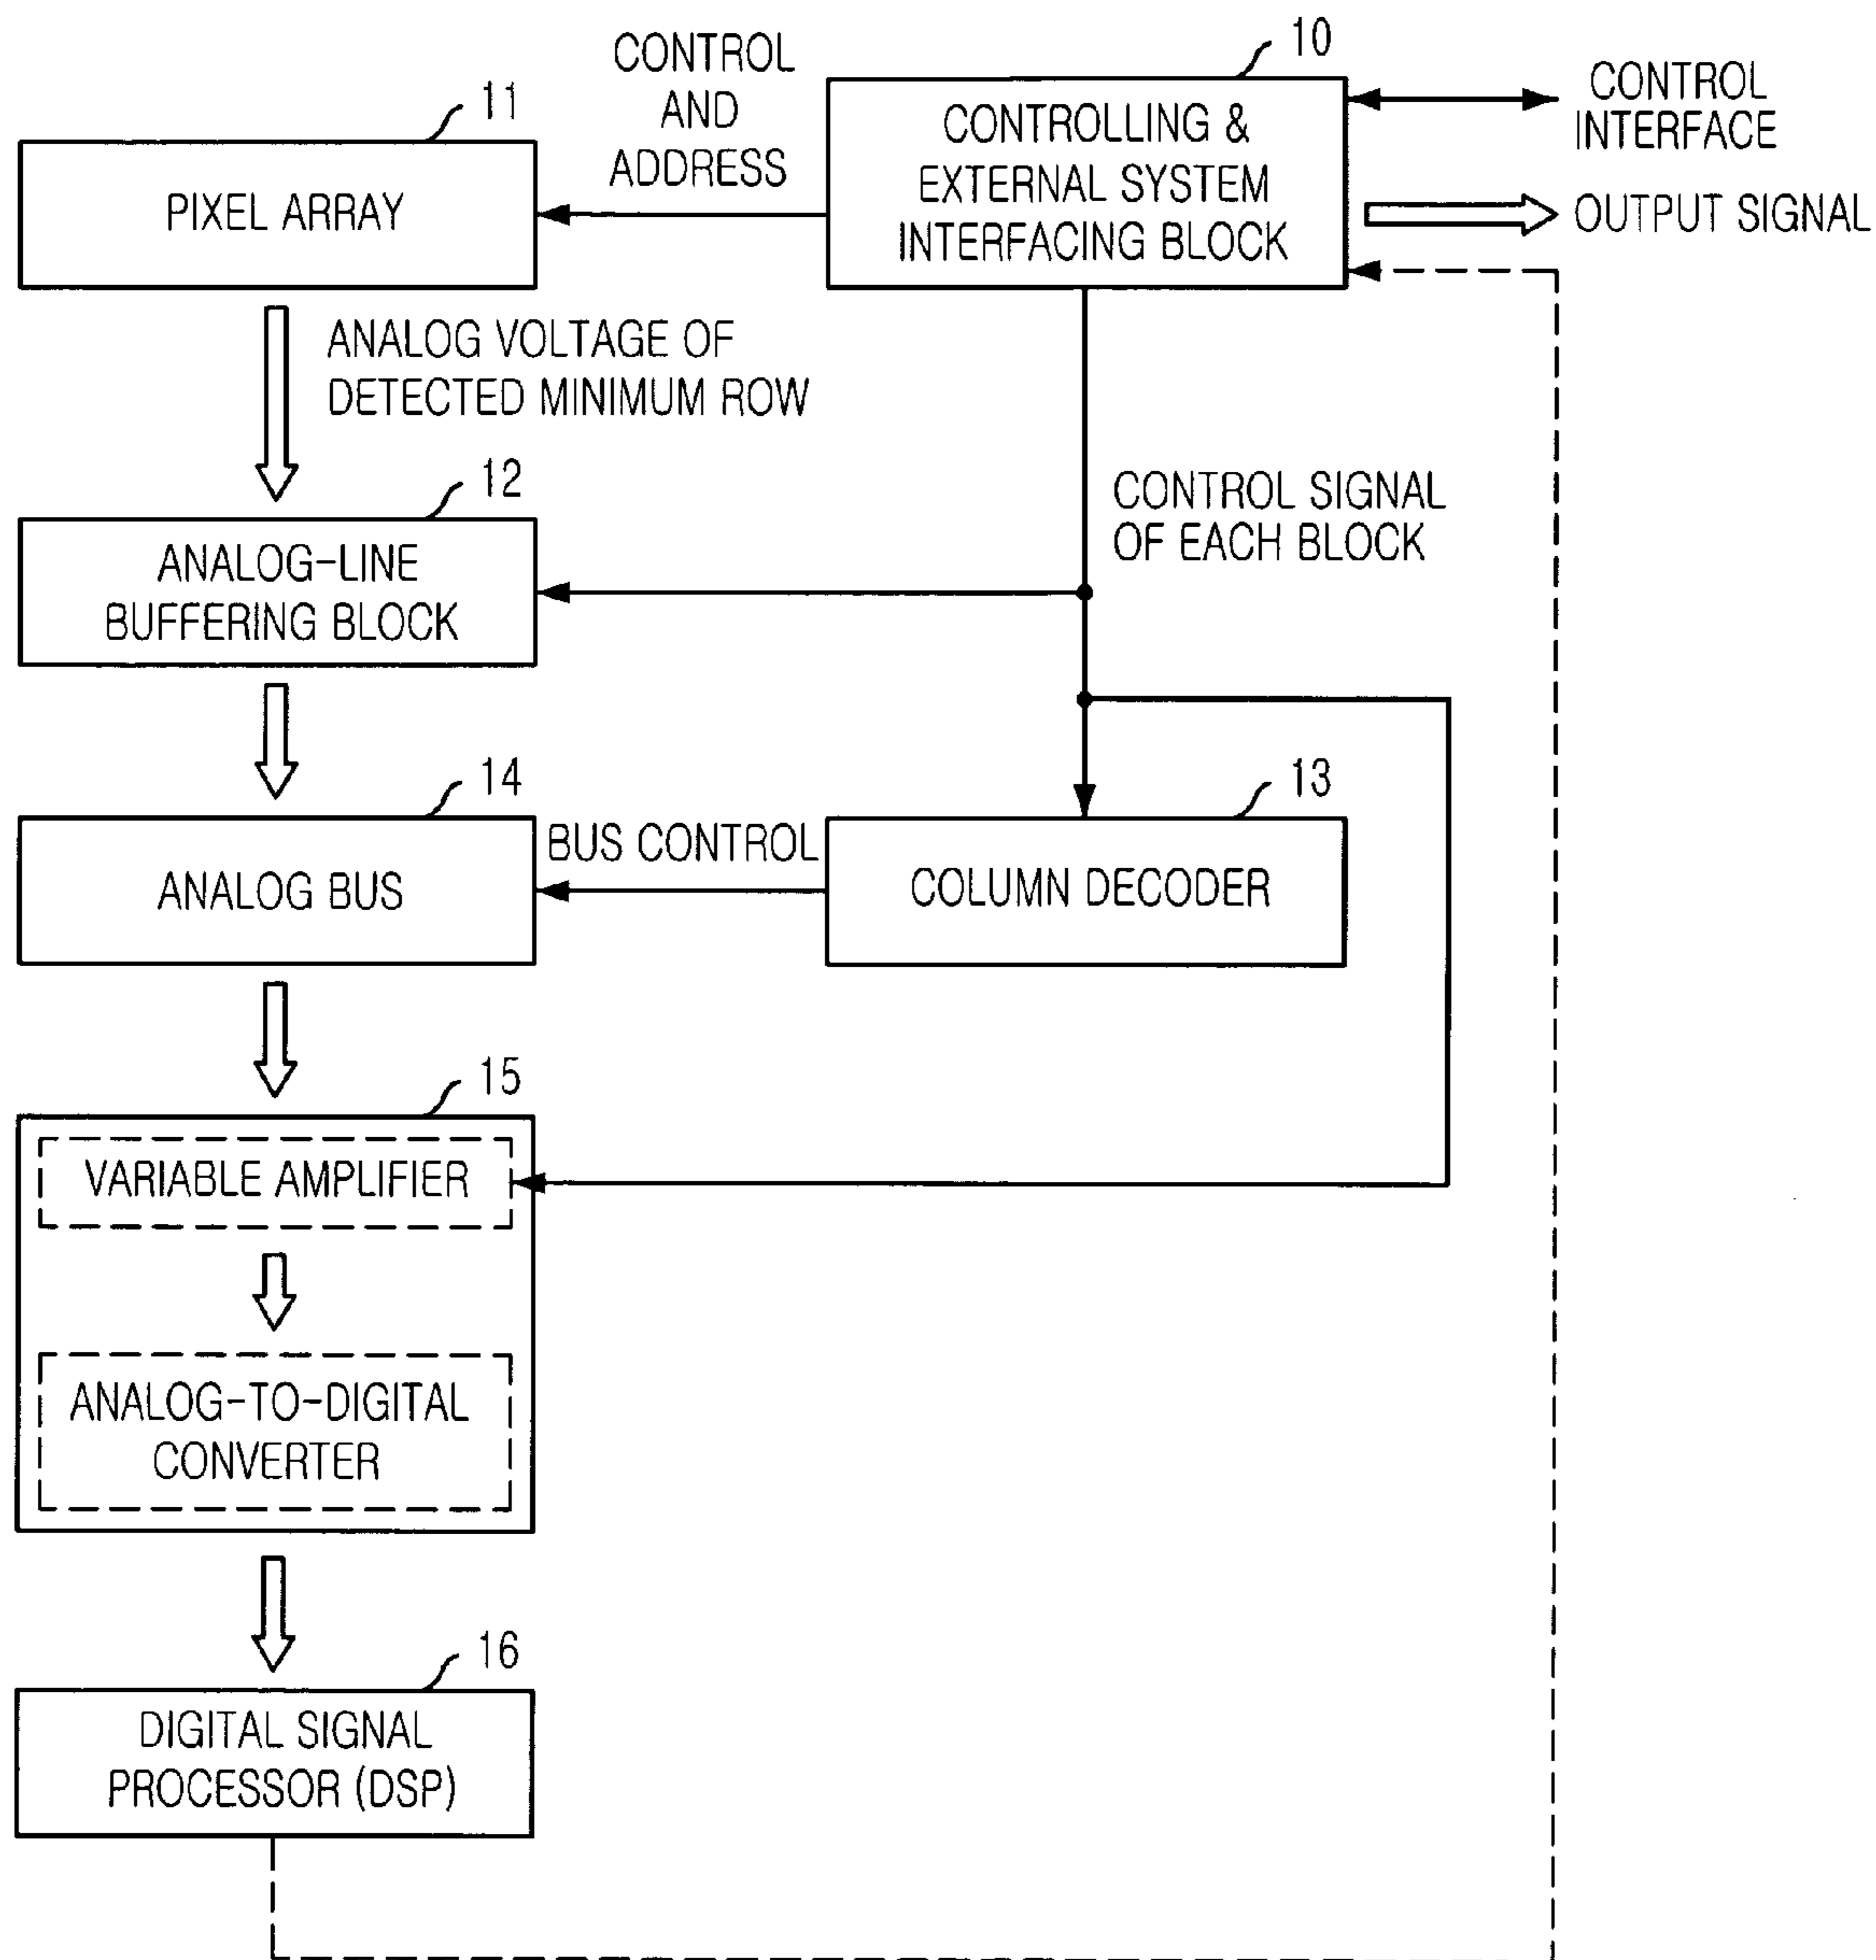 10
CONTROL
AND
ADDRESS
11
CONTROLLING &
EXTERNAL SYSTEM
INTERFACING BLOCK
CONTROL
INTERFACE
OUTPUT SIGNAL
PIXEL ARRAY
ANALOG VOLTAGE OF
DETECTED MINIMUM ROW
12
ANALOG-LINE
BUFFERING BLOCK
CONTROL SIGNAL
OF EACH BLOCK
14
ANALOG BUS
BUS CONTROL
13
COLUMN DECODER
15
VARIABLE AMPLIFIER
ANALOG-TO-DIGITAL
CONVERTER
16
DIGITAL SIGNAL
PROCESSOR (DSP)